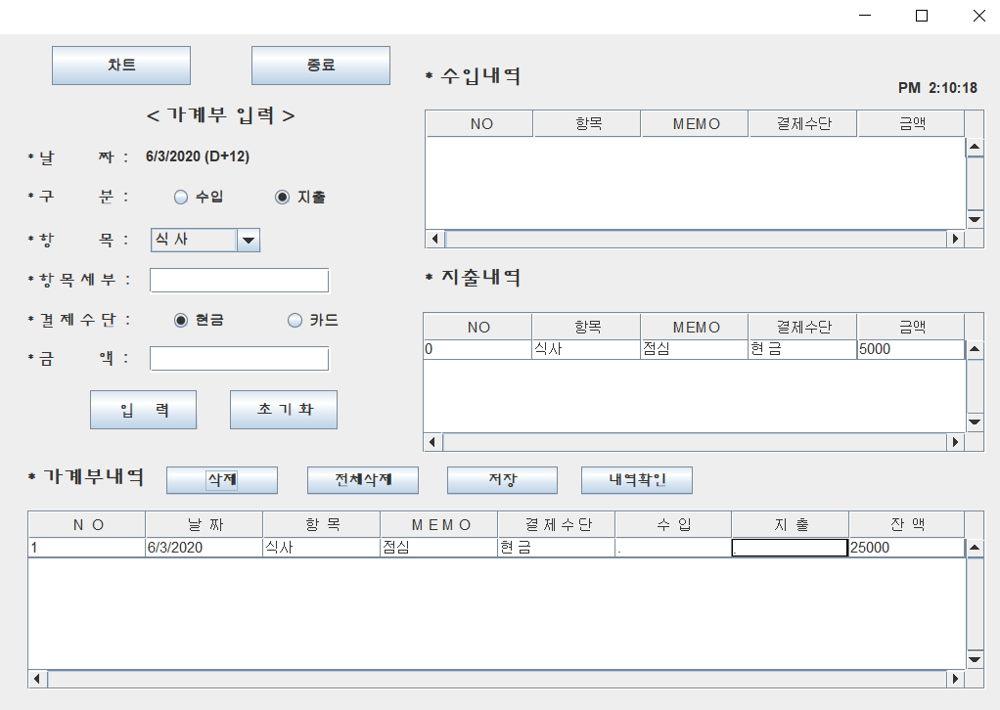 차트 종료
* 수입내역
PM 2:10:18
< 가계부 입력 >
NO 항목 MEMO 결제수단 금액
* 날 짜 : 6/3/2020 (D+12)
* 구 분 : 수입 지출
* 항 목 : 식 사
* 항 목 세 부 :
* 지출내역
* 결 제 수 단 : 현금 카드
NO 항목 MEMO 결제수단 금액
0 식사 점심 현 금 5000
* 금 액 :
입 력 초 기 화
* 가계부내역 삭제 전체삭제 저장 내역확인
N O 날 짜 항 목 M E M O 결 제 수 단 수 입 지 출 잔 액
1 6/3/2020 식사 점심 현 금 . . 25000